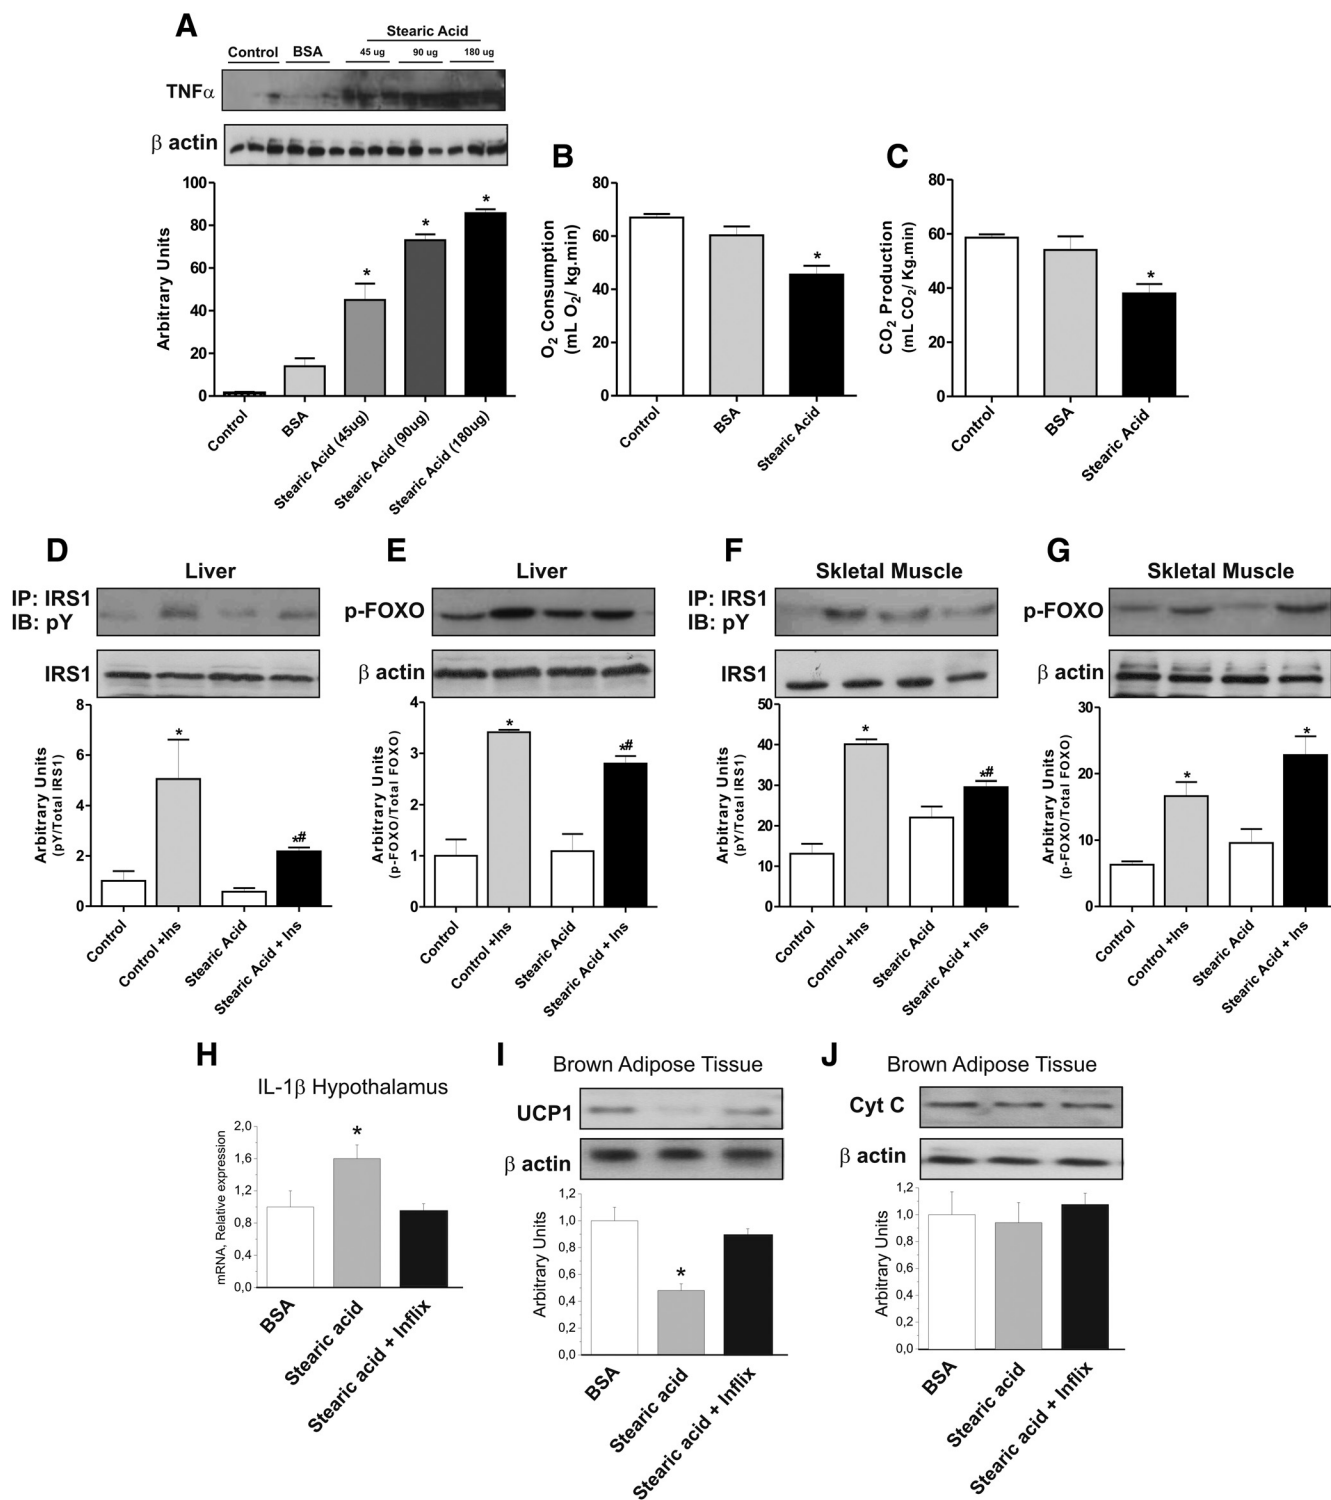 A
Stearic Acid
Control BSA 45 ug 90 ug 180 ug
TNFα
β actin
Arbitrary Units
100
80
60
40
20
0
* * *
Control
BSA
Stearic Acid (45ug)
Stearic Acid (90ug)
Stearic Acid (180ug)
B
O2 Consumption
(mL O2/ kg.min)
80
60
40
20
0
*
Control
BSA
Stearic Acid
C
CO2 Production
(mL CO2/ Kg.min)
80
60
40
20
0
*
Control
BSA
Stearic Acid
D
Liver
IP: IRS1
IB: pY
IRS1
Arbitrary Units
(pY/Total IRS1)
8
6
4
2
0
* *#
Control
Control +Ins
Stearic Acid
Stearic Acid + Ins
E
Liver
p-FOXO
β actin
Arbitrary Units
(p-FOXO/Total FOXO)
4
3
2
1
0
* *#
Control
Control +Ins
Stearic Acid
Stearic Acid + Ins
F
Skletal Muscle
IP: IRS1
IB: pY
IRS1
Arbitrary Units
(pY/Total IRS1)
50
40
30
20
10
0
* *#
Control
Control +Ins
Stearic Acid
Stearic Acid + Ins
G
Skletal Muscle
p-FOXO
β actin
Arbitrary Units
(p-FOXO/Total FOXO)
30
20
10
0
* *
Control
Control +Ins
Stearic Acid
Stearic Acid + Ins
H
IL-1β Hypothalamus
mRNA, Relative expression
2,0
1,6
1,2
0,8
0,4
0,0
*
BSA
Stearic acid
Stearic acid + Inflix
I
Brown Adipose Tissue
UCP1
β actin
Arbitrary Units
1,2
1,0
0,8
0,6
0,4
0,2
0,0
*
BSA
Stearic acid
Stearic acid + Inflix
J
Brown Adipose Tissue
Cyt C
β actin
Arbitrary Units
1,2
1,0
0,8
0,6
0,4
0,2
0,0
BSA
Stearic acid
Stearic acid + Inflix